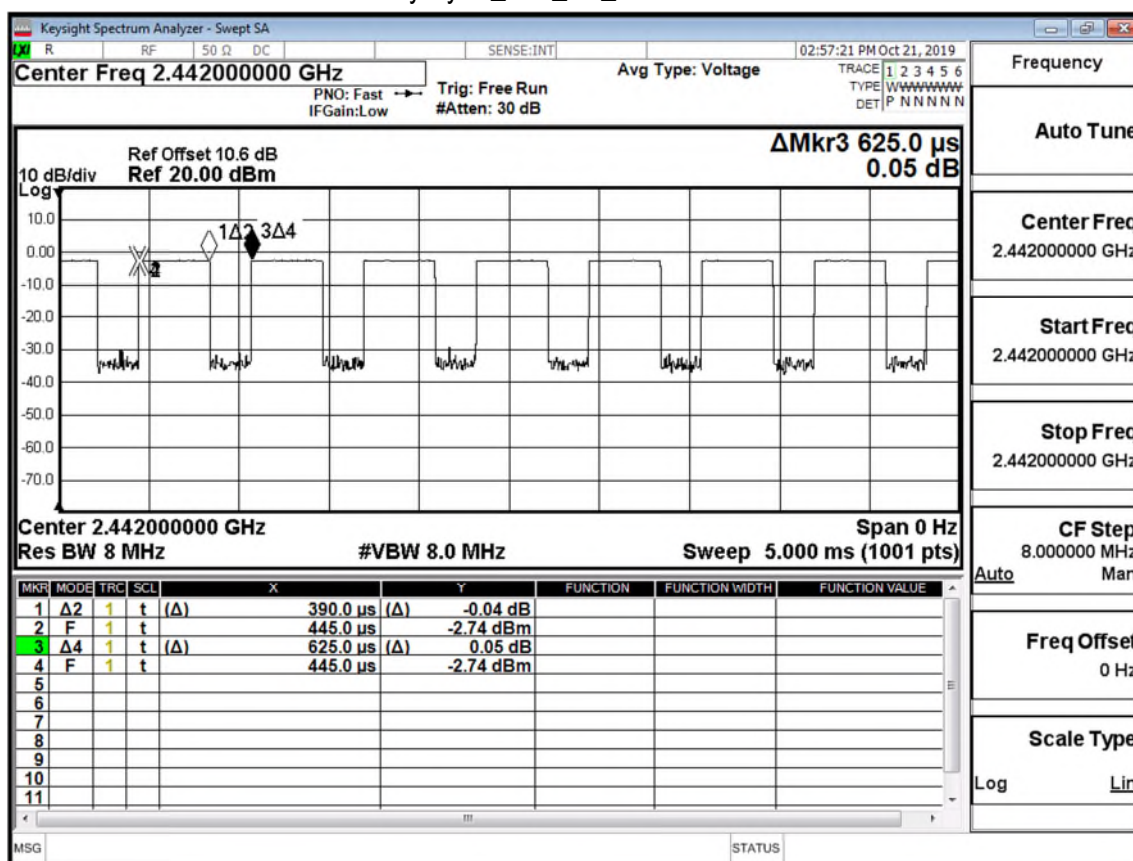 Keysight Spectrum Analyzer - Swept SA
LXI R RF 50 Ω DC SENSE:INT 02:57:21 PM Oct 21, 2019
Center Freq 2.442000000 GHz
PNO: Fast
IFGain:Low
Trig: Free Run
#Atten: 30 dB
Avg Type: Voltage
TRACE 1 2 3 4 5 6
TYPE WWWWWW
DET P N N N N N
ΔMkr3 625.0 µs
0.05 dB
Ref Offset 10.6 dB
10 dB/div Ref 20.00 dBm
Log
10.0
0.00
-10.0
-20.0
-30.0
-40.0
-50.0
-60.0
-70.0
1Δ2 3Δ4
Center 2.442000000 GHz Span 0 Hz
Res BW 8 MHz #VBW 8.0 MHz Sweep 5.000 ms (1001 pts)
MKR MODE TRC SCL X Y FUNCTION FUNCTION WIDTH FUNCTION VALUE
1 Δ2 1 t (Δ) 390.0 µs (Δ) -0.04 dB
2 F 1 t 445.0 µs -2.74 dBm
3 Δ4 1 t (Δ) 625.0 µs (Δ) 0.05 dB
4 F 1 t 445.0 µs -2.74 dBm
5
6
7
8
9
10
11
MSG STATUS
Frequency
Auto Tune
Center Freq
2.442000000 GHz
Start Freq
2.442000000 GHz
Stop Freq
2.442000000 GHz
CF Step
8.000000 MHz
Auto Man
Freq Offset
0 Hz
Scale Type
Log Lin